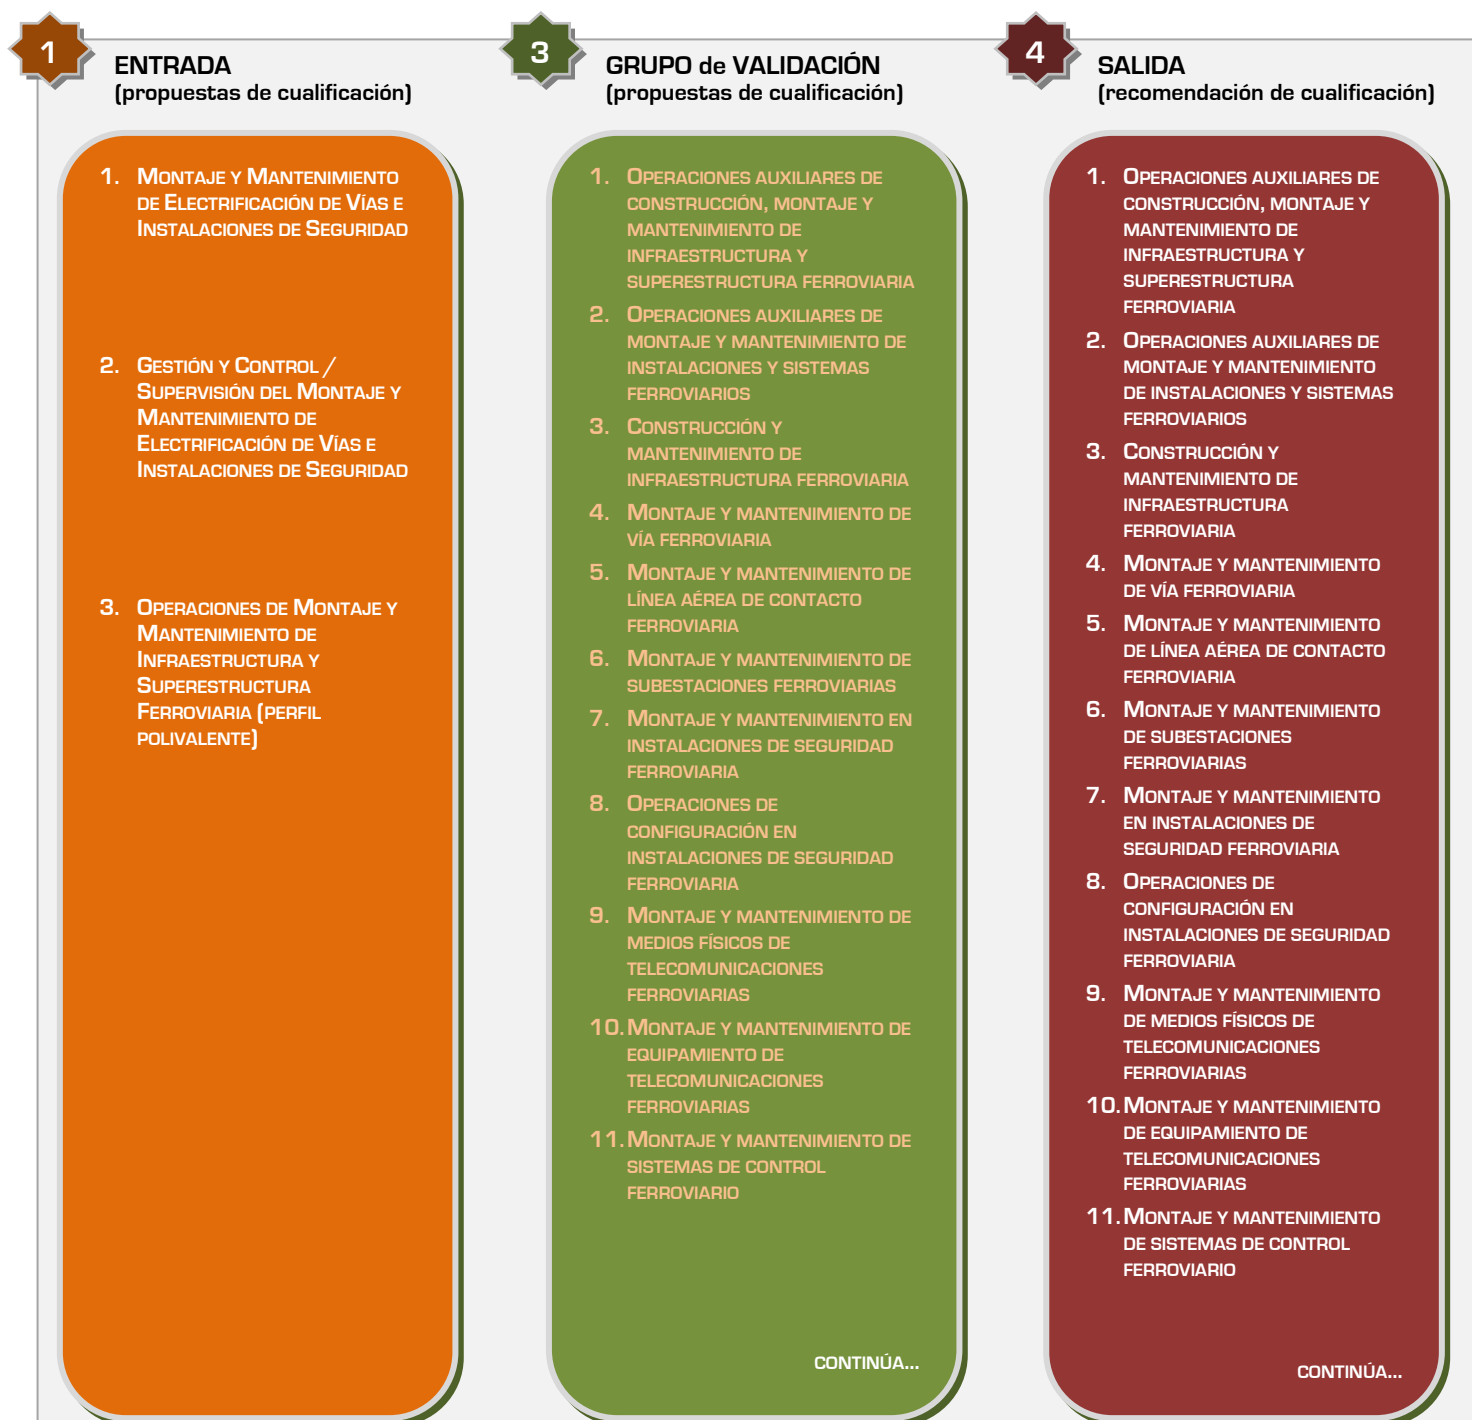 1
ENTRADA
(propuestas de cualificación)
1. Montaje y Mantenimiento
de Electrificación de Vías e
Instalaciones de Seguridad
2. Gestión y Control /
Supervisión del Montaje y
Mantenimiento de
Electrificación de Vías e
Instalaciones de Seguridad
3. Operaciones de Montaje y
Mantenimiento de
Infraestructura y
Superestructura
Ferroviaria (perfil
polivalente)
3
GRUPO de VALIDACIÓN
(propuestas de cualificación)
1. Operaciones auxiliares de
construcción, montaje y
mantenimiento de
infraestructura y
superestructura ferroviaria
2. Operaciones auxiliares de
montaje y mantenimiento de
instalaciones y sistemas
ferroviarios
3. Construcción y
mantenimiento de
infraestructura ferroviaria
4. Montaje y mantenimiento de
vía ferroviaria
5. Montaje y mantenimiento de
línea aérea de contacto
ferroviaria
6. Montaje y mantenimiento de
subestaciones ferroviarias
7. Montaje y mantenimiento en
instalaciones de seguridad
ferroviaria
8. Operaciones de
configuración en
instalaciones de seguridad
ferroviaria
9. Montaje y mantenimiento de
medios físicos de
telecomunicaciones
ferroviarias
10. Montaje y mantenimiento de
equipamiento de
telecomunicaciones
ferroviarias
11. Montaje y mantenimiento de
sistemas de control
ferroviario
continúa...
4
SALIDA
(recomendación de cualificación)
1. Operaciones auxiliares de
construcción, montaje y
mantenimiento de
infraestructura y
superestructura
ferroviaria
2. Operaciones auxiliares de
montaje y mantenimiento
de instalaciones y sistemas
ferroviarios
3. Construcción y
mantenimiento de
infraestructura
ferroviaria
4. Montaje y mantenimiento
de vía ferroviaria
5. Montaje y mantenimiento
de línea aérea de contacto
ferroviaria
6. Montaje y mantenimiento
de subestaciones
ferroviarias
7. Montaje y mantenimiento
en instalaciones de
seguridad ferroviaria
8. Operaciones de
configuración en
instalaciones de seguridad
ferroviaria
9. Montaje y mantenimiento
de medios físicos de
telecomunicaciones
ferroviarias
10. Montaje y mantenimiento
de equipamiento de
telecomunicaciones
ferroviarias
11. Montaje y mantenimiento
de sistemas de control
ferroviario
continúa...